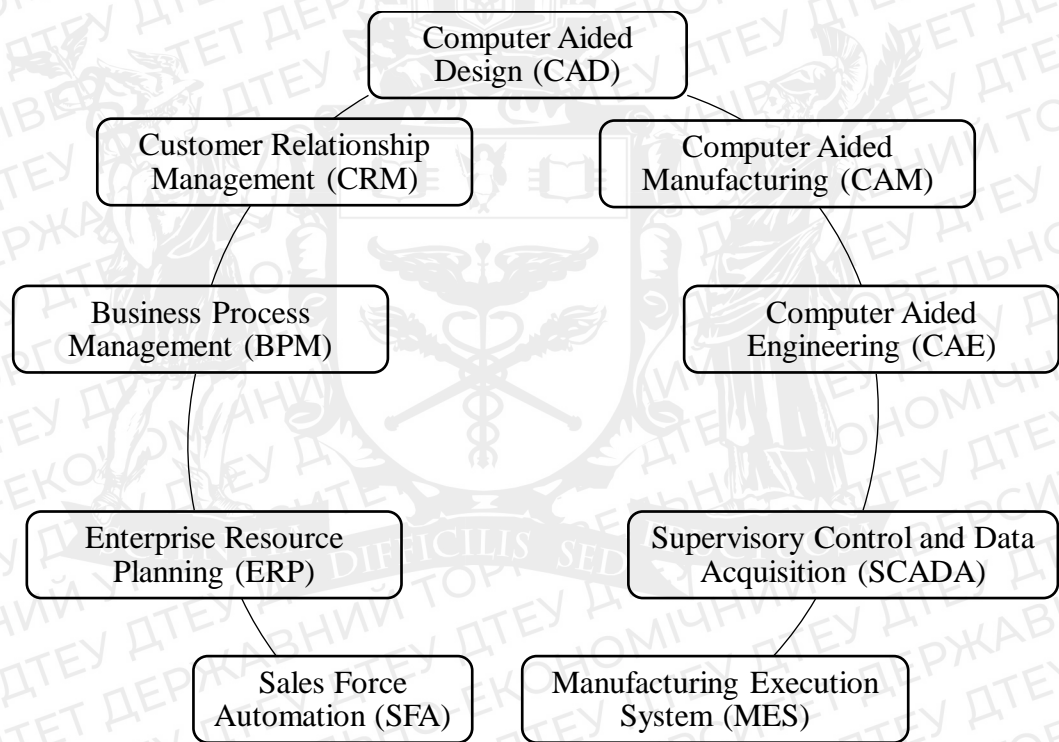 Computer Aided
Design (CAD)
Customer Relationship
Management (CRM)
Computer Aided
Manufacturing (CAM)
Business Process
Management (BPM)
Computer Aided
Engineering (CAE)
Enterprise Resource
Planning (ERP)
Supervisory Control and Data
Acquisition (SCADA)
Sales Force
Automation (SFA)
Manufacturing Execution
System (MES)
DIFFICILIS SED